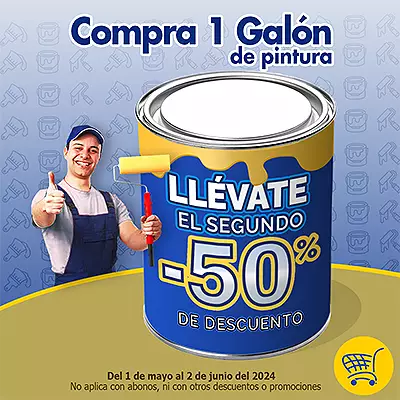 Compra 1 Galón
de pintura
LLÉVATE
EL SEGUNDO
-50%
DE DESCUENTO
Del 1 de mayo al 2 de junio del 2024
No aplica con abonos, ni con otros descuentos o promociones